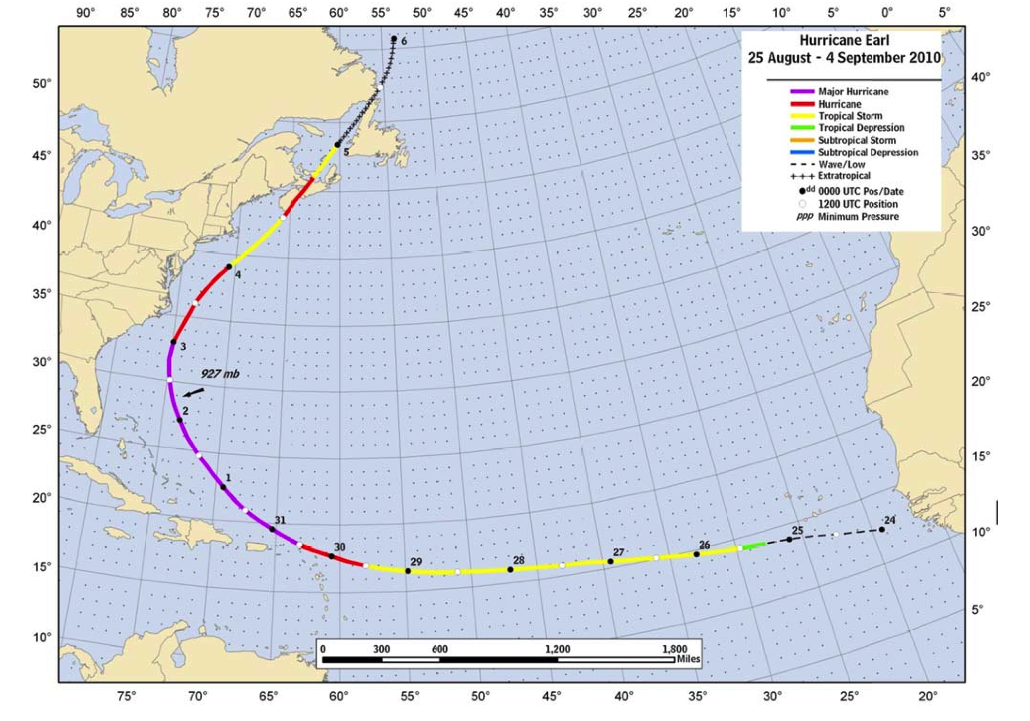 90° 85° 80° 75° 70° 65° 60° 55° 50° 45° 40° 35° 30° 25° 20° 15° 10° 5° 0° 5°
Hurricane Earl
25 August - 4 September 2010
Major Hurricane
Hurricane
Tropical Storm
Tropical Depression
Subtropical Storm
Subtropical Depression
Wave/Low
Extratropical
dd 0000 UTC Pos/Date
1200 UTC Position
ppp Minimum Pressure
50°
45°
40°
35°
30°
25°
20°
15°
10°
40°
35°
30°
25°
20°
15°
10°
5°
6
5
4
3
927 mb
2
1
31
30
29
28
27
26
25
24
0 300 600 1,200 1,800
Miles
75° 70° 65° 60° 55° 50° 45° 40° 35° 30° 25° 20°